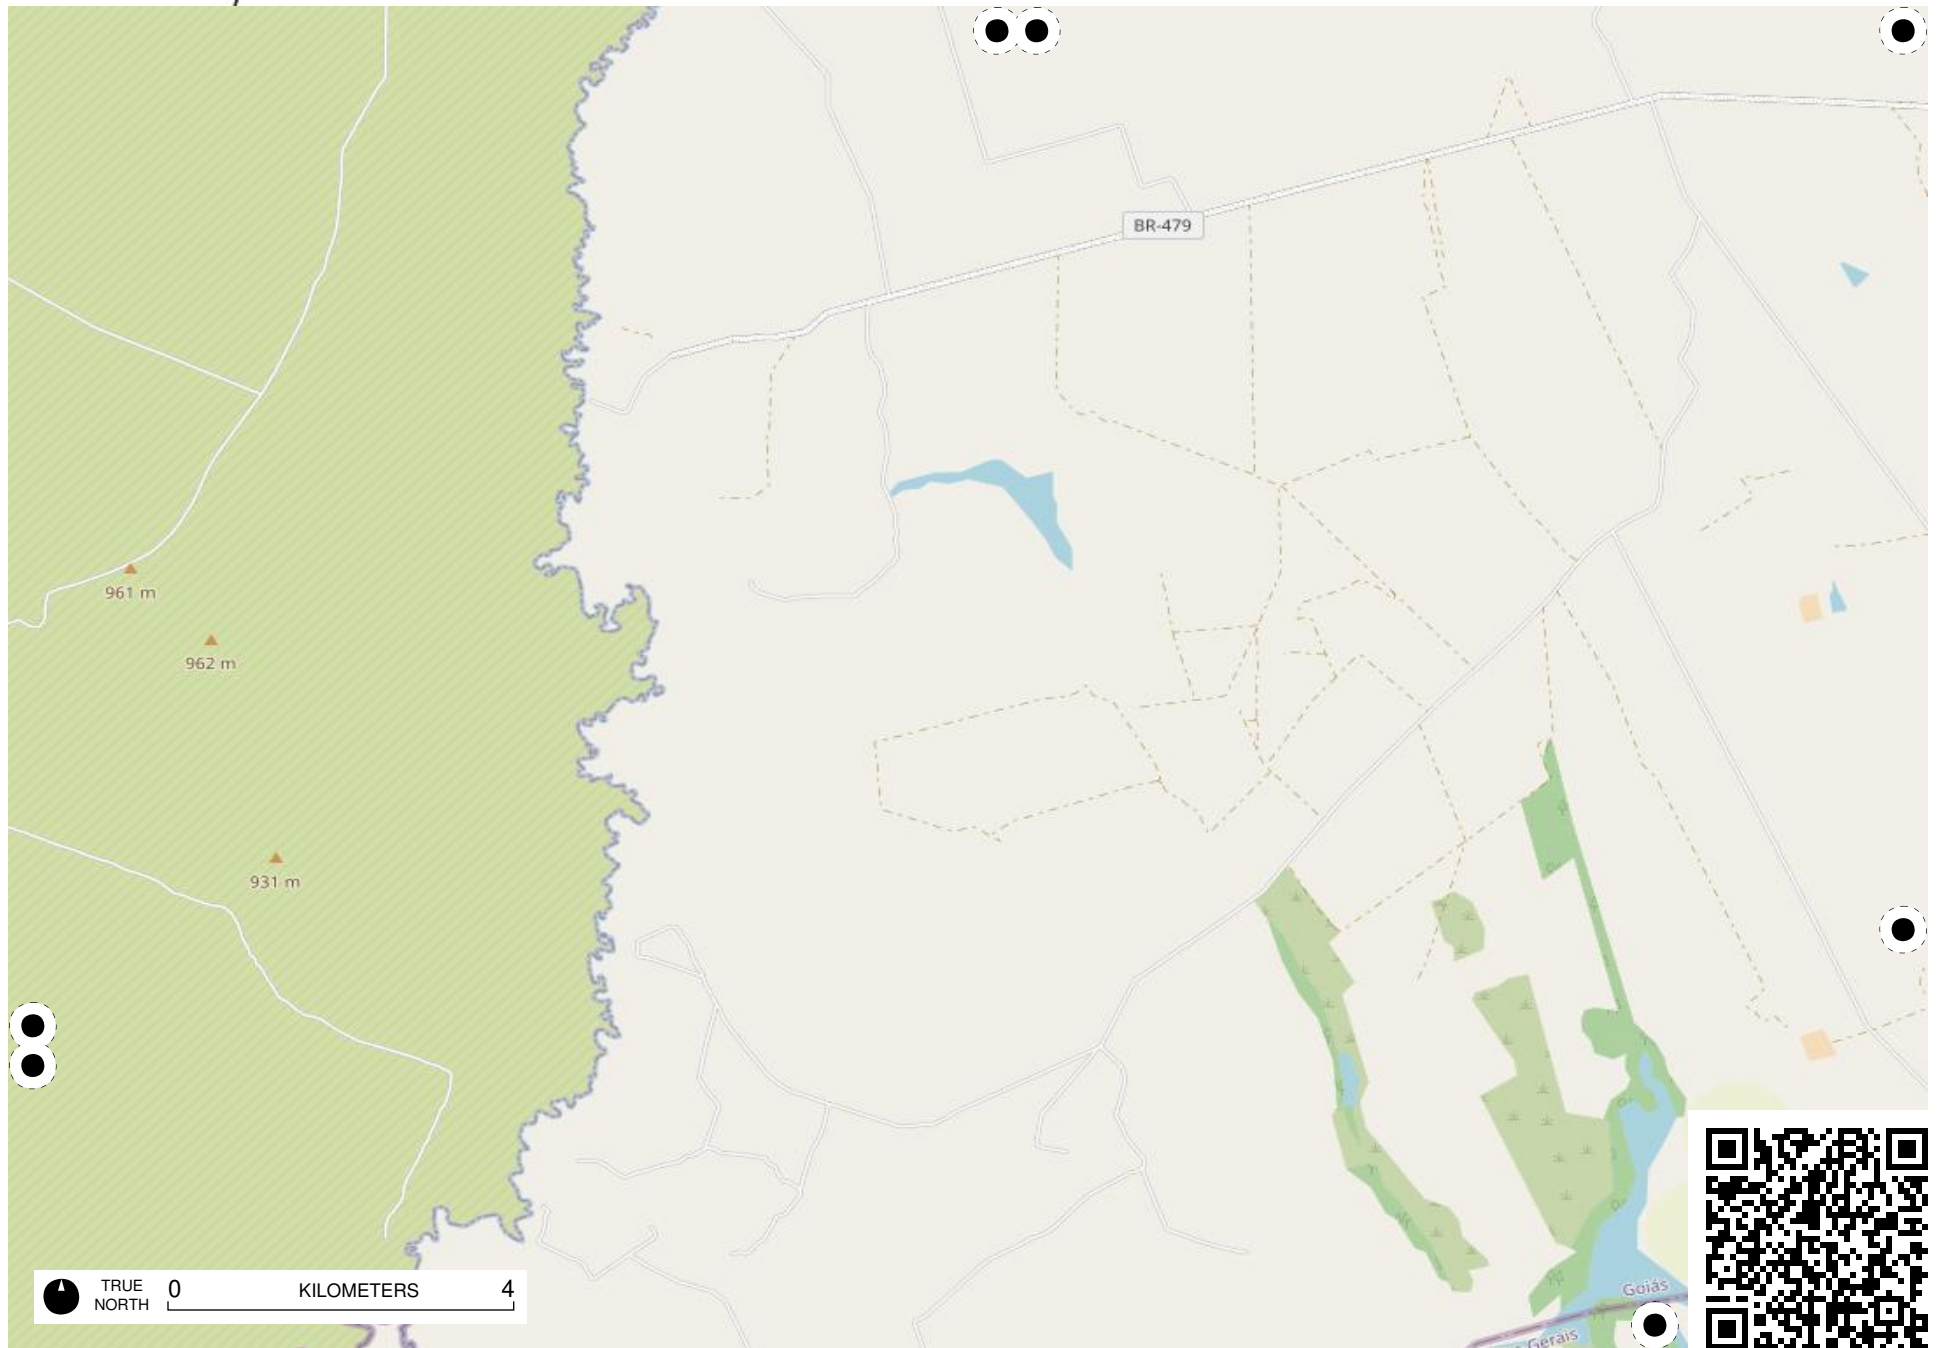 BR-479
961 m
962 m
931 m
TRUE
NORTH
0 KILOMETERS 4
Goiás
Gerais